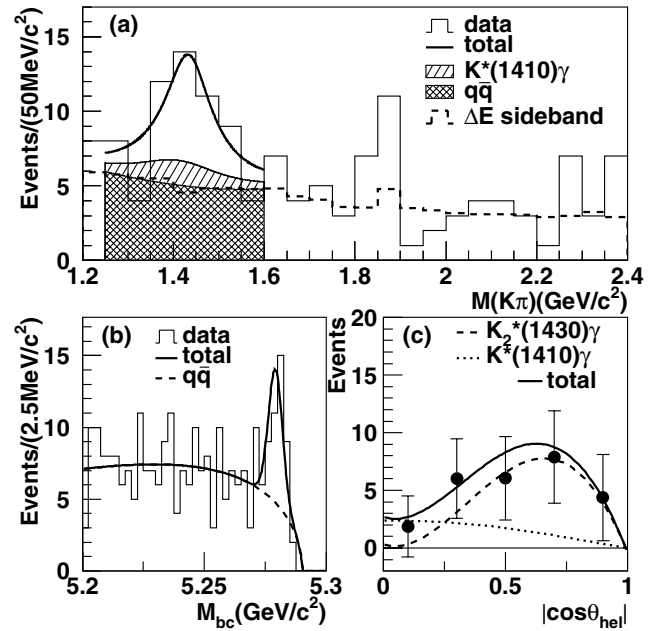 (a)
data
total
K*(1410)γ
qq̄
ΔE sideband
Events/(50MeV/c²)
15
10
5
0
1.2 1.4 1.6 1.8 2 2.2 2.4
M(Kπ)(GeV/c²)
(b)
data
total
qq̄
Events/(2.5MeV/c²)
15
10
5
0
5.2 5.25 5.3
M_bc(GeV/c²)
(c)
K₂*(1430)γ
K*(1410)γ
total
Events
20
15
10
5
0
0 0.5 1
|cosθ_hel|